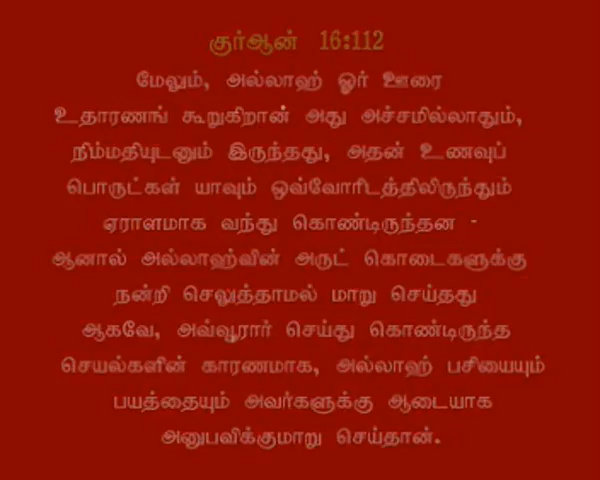 குர்ஆன் 16:112
மேலும், அல்லாஹ் ஓர் ஊரை
உதாரணங் கூறுகிறான் அது அச்சமில்லாதும்,
நிம்மதியுடனும் இருந்தது, அதன் உணவுப்
பொருட்கள் யாவும் ஒவ்வோரிடத்திலிருந்தும்
ஏராளமாக வந்து கொண்டிருந்தன -
ஆனால் அல்லாஹ்வின் அருட் கொடைகளுக்கு
நன்றி செலுத்தாமல் மாறு செய்தது
ஆகவே, அவ்வூரார் செய்து கொண்டிருந்த
செயல்களின் காரணமாக, அல்லாஹ் பசியையும்
பயத்தையும் அவர்களுக்கு ஆடையாக
அனுபவிக்குமாறு செய்தான்.